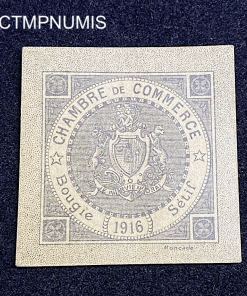 CTMPNUMIS
CHAMBRE DE COMMERCE
Bougie
Sétif
1916